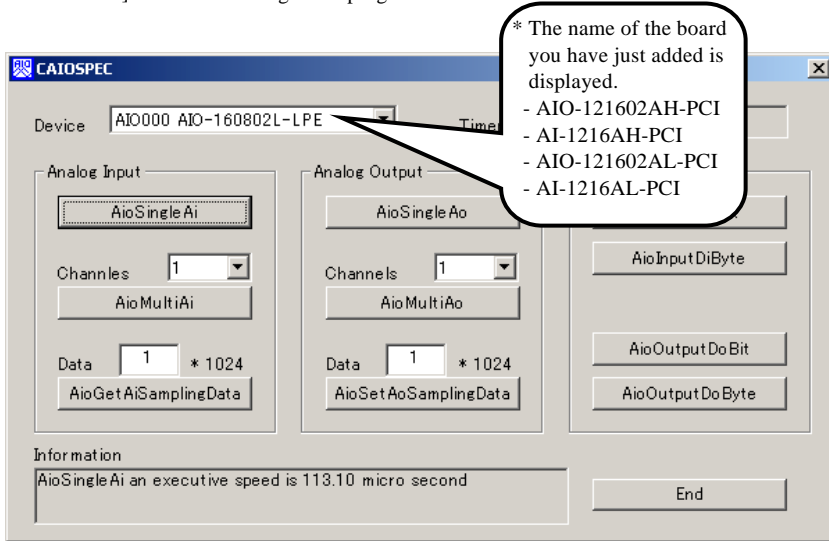 * The name of the board
you have just added is
displayed.
- AIO-121602AH-PCI
- AI-1216AH-PCI
- AIO-121602AL-PCI
- AI-1216AL-PCI
CAIOSPEC
Device AIO000 AIO-160802L-LPE
Analog Input
AioSingleAi
Channles 1
AioMultiAi
Data 1 * 1024
AioGetAiSamplingData
Analog Output
AioSingleAo
Channels 1
AioMultiAo
Data 1 * 1024
AioSetAoSamplingData
AioInputDiByte
AioOutputDoBit
AioOutputDoByte
Information
AioSingleAi an executive speed is 113.10 micro second
End